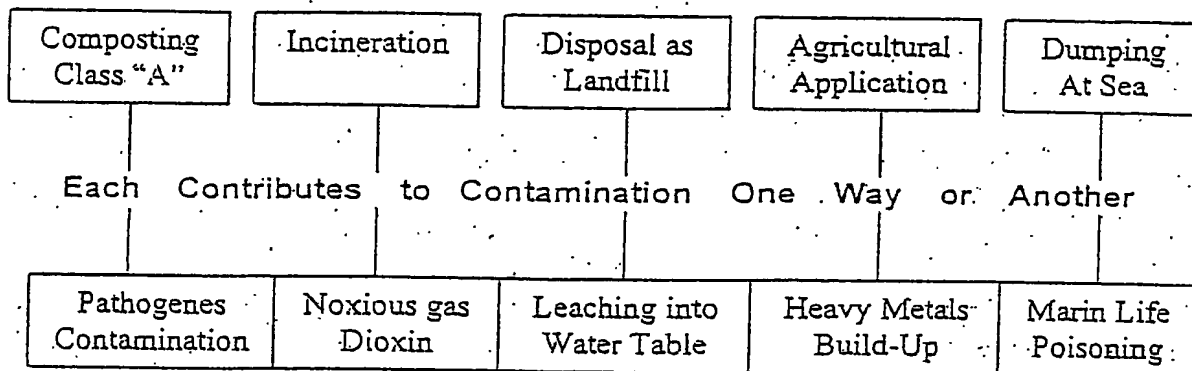 Composting
Class "A"
Incineration
Disposal as
Landfill
Agricultural
Application
Dumping
At Sea
Each Contributes to Contamination One Way or Another
Pathogenes
Contamination
Noxious gas
Dioxin
Leaching into
Water Table
Heavy Metals
Build-Up
Marin Life
Poisoning